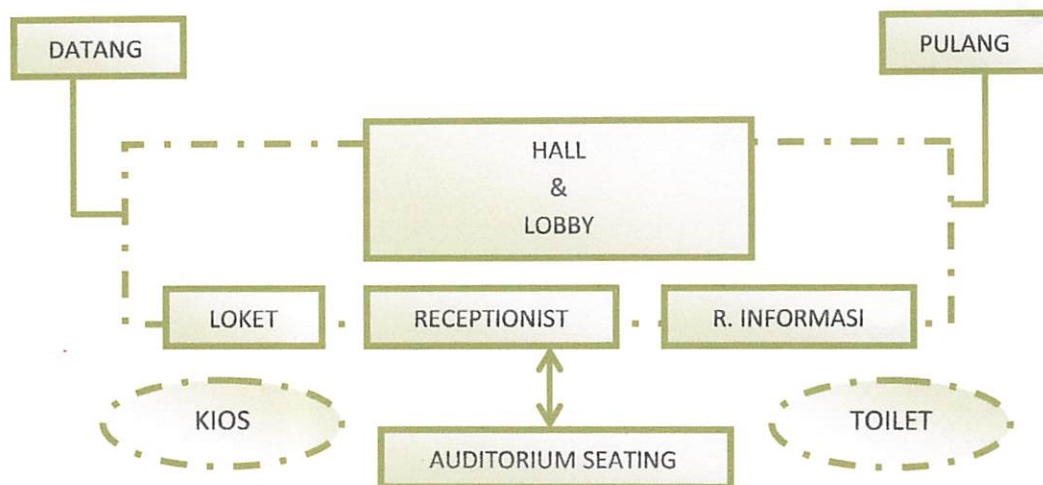 DATANG
PULANG
HALL
&
LOBBY
LOKET
RECEPTIONIST
R. INFORMASI
KIOS
TOILET
AUDITORIUM SEATING